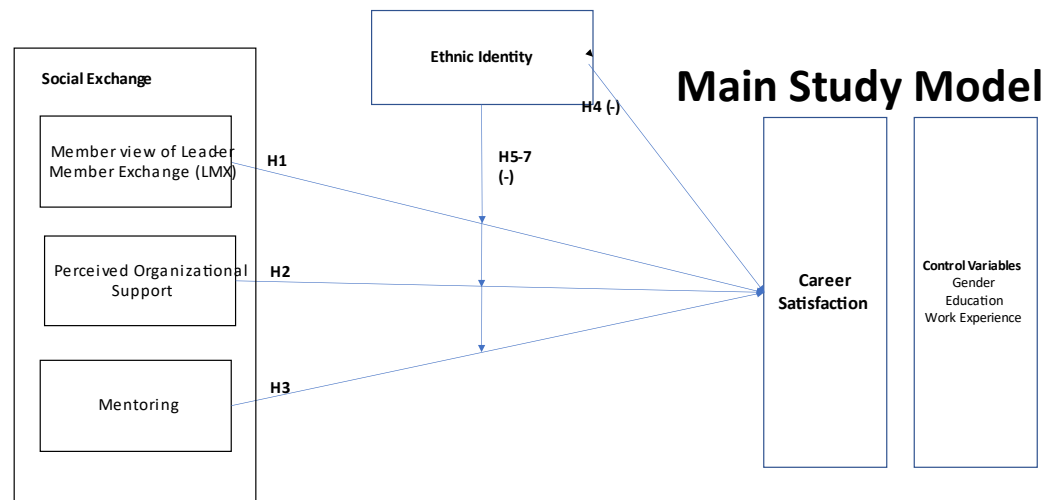 Main Study Model
Social Exchange
Member view of Leader
Member Exchange (LMX)
Perceived Organizational
Support
Mentoring
H1
H2
H3
Ethnic Identity
H4 (-)
H5-7
(-)
Career
Satisfaction
Control Variables
Gender
Education
Work Experience